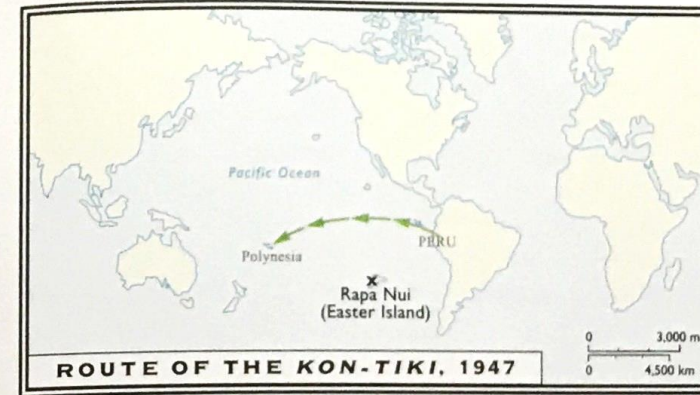 Pacific Ocean
PERU
Polynesia
Rapa Nui
(Easter Island)
0 3,000 m
0 4,500 km
ROUTE OF THE KON-TIKI, 1947